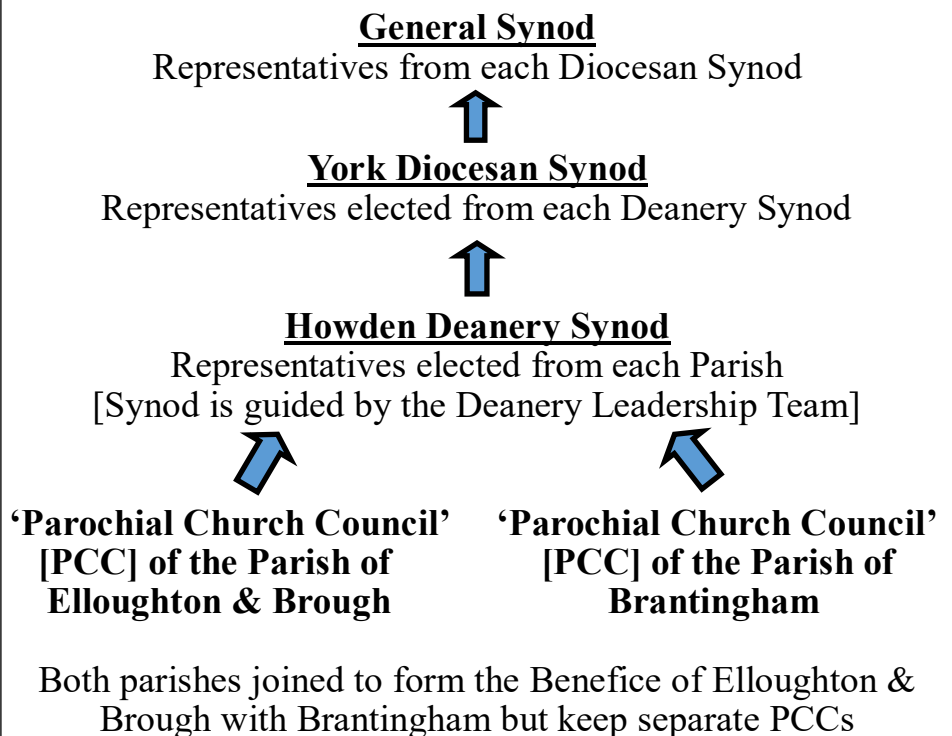 General Synod
Representatives from each Diocesan Synod
York Diocesan Synod
Representatives elected from each Deanery Synod
Howden Deanery Synod
Representatives elected from each Parish
[Synod is guided by the Deanery Leadership Team]
‘Parochial Church Council’
[PCC] of the Parish of
Elloughton & Brough
‘Parochial Church Council’
[PCC] of the Parish of
Brantingham
Both parishes joined to form the Benefice of Elloughton &
Brough with Brantingham but keep separate PCCs